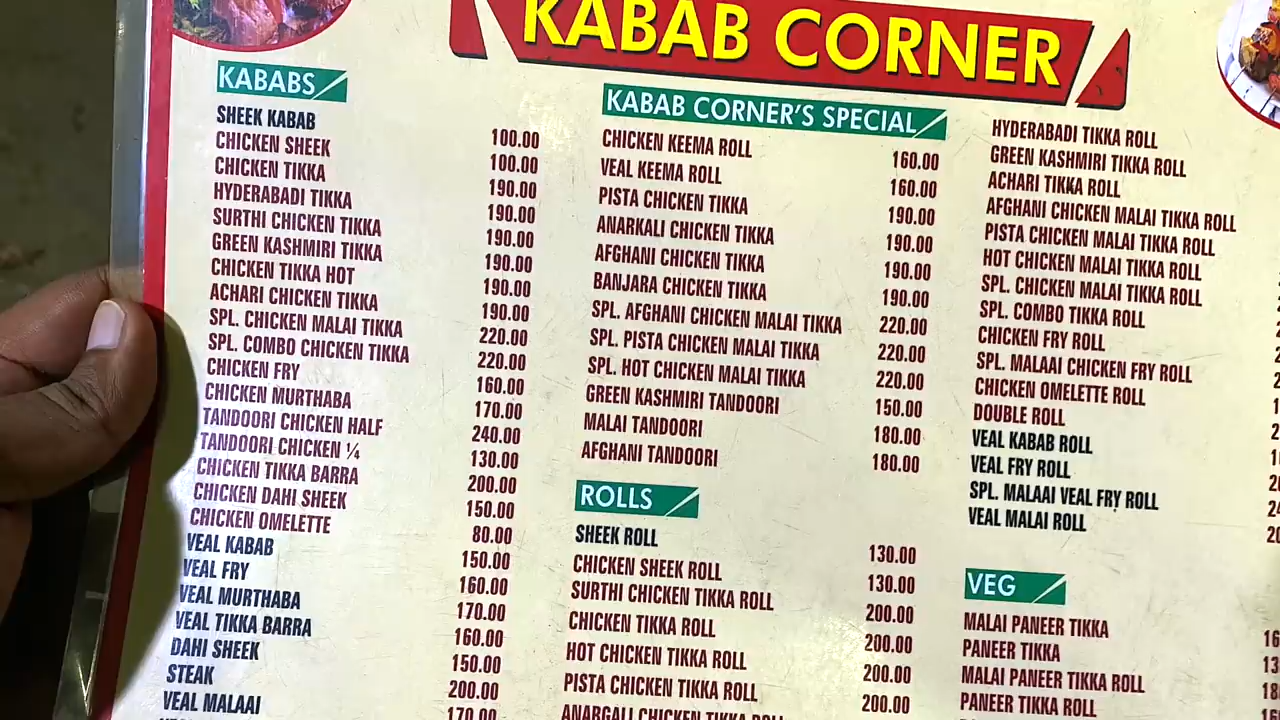 KABAB CORNER
KABABS
SHEEK KABAB 100.00
CHICKEN SHEEK 100.00
CHICKEN TIKKA 190.00
HYDERABADI TIKKA 190.00
SURTHI CHICKEN TIKKA 190.00
GREEN KASHMIRI TIKKA 190.00
CHICKEN TIKKA HOT 190.00
ACHARI CHICKEN TIKKA 190.00
SPL. CHICKEN MALAI TIKKA 220.00
SPL. COMBO CHICKEN TIKKA 220.00
CHICKEN FRY 160.00
CHICKEN MURTHABA 170.00
TANDOORI CHICKEN HALF 240.00
TANDOORI CHICKEN ¼ 130.00
CHICKEN TIKKA BARRA 200.00
CHICKEN DAHI SHEEK 150.00
CHICKEN OMELETTE 80.00
VEAL KABAB 150.00
VEAL FRY 160.00
VEAL MURTHABA 170.00
VEAL TIKKA BARRA 160.00
DAHI SHEEK 150.00
STEAK 200.00
VEAL MALAAI 170.00
KABAB CORNER'S SPECIAL
CHICKEN KEEMA ROLL 160.00
VEAL KEEMA ROLL 160.00
PISTA CHICKEN TIKKA 190.00
ANARKALI CHICKEN TIKKA 190.00
AFGHANI CHICKEN TIKKA 190.00
BANJARA CHICKEN TIKKA 190.00
SPL. AFGHANI CHICKEN MALAI TIKKA 220.00
SPL. PISTA CHICKEN MALAI TIKKA 220.00
SPL. HOT CHICKEN MALAI TIKKA 220.00
GREEN KASHMIRI TANDOORI 150.00
MALAI TANDOORI 180.00
AFGHANI TANDOORI 180.00
ROLLS
SHEEK ROLL 130.00
CHICKEN SHEEK ROLL 130.00
SURTHI CHICKEN TIKKA ROLL 200.00
CHICKEN TIKKA ROLL 200.00
HOT CHICKEN TIKKA ROLL 200.00
PISTA CHICKEN TIKKA ROLL 200.00
ANARGALI CHICKEN TIKKA ROLL
HYDERABADI TIKKA ROLL
GREEN KASHMIRI TIKKA ROLL
ACHARI TIKKA ROLL
AFGHANI CHICKEN MALAI TIKKA ROLL
PISTA CHICKEN MALAI TIKKA ROLL
HOT CHICKEN MALAI TIKKA ROLL
SPL. CHICKEN MALAI TIKKA ROLL
SPL. COMBO TIKKA ROLL
CHICKEN FRY ROLL
SPL. MALAAI CHICKEN FRY ROLL
CHICKEN OMELETTE ROLL
DOUBLE ROLL
VEAL KABAB ROLL
VEAL FRY ROLL
SPL. MALAAI VEAL FRY ROLL
VEAL MALAI ROLL
VEG
MALAI PANEER TIKKA
PANEER TIKKA
MALAI PANEER TIKKA ROLL
PANEER TIKKA ROLL